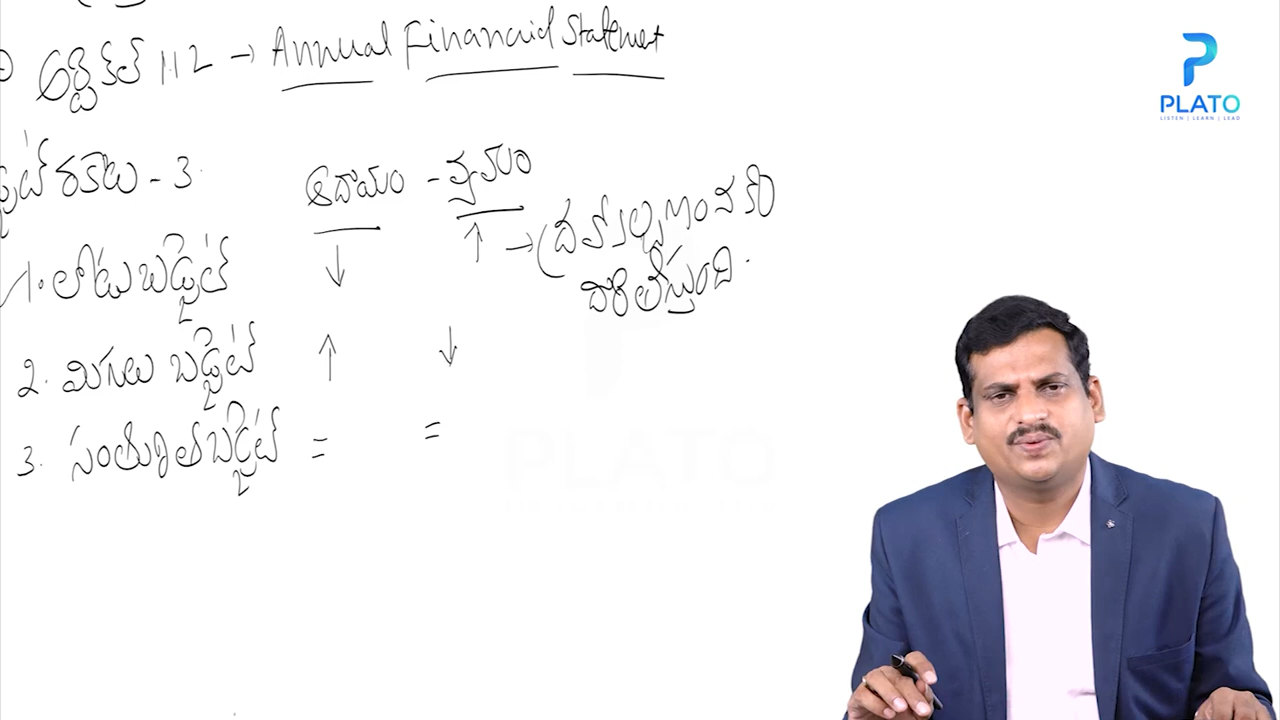 ఆర్టికల్ 112 → Annual Financial Statement
రకాలు - 3.
ఆదాయం - వ్యయం
1. లోటు బడ్జెట్ ↓ ↑ → ద్రవ్యోల్బణానికి
దారితీస్తుంది.
2. మిగులు బడ్జెట్ ↑ ↓
3. సంతులిత బడ్జెట్ = =
PLATO
LISTEN | LEARN | LEAD
PLATO